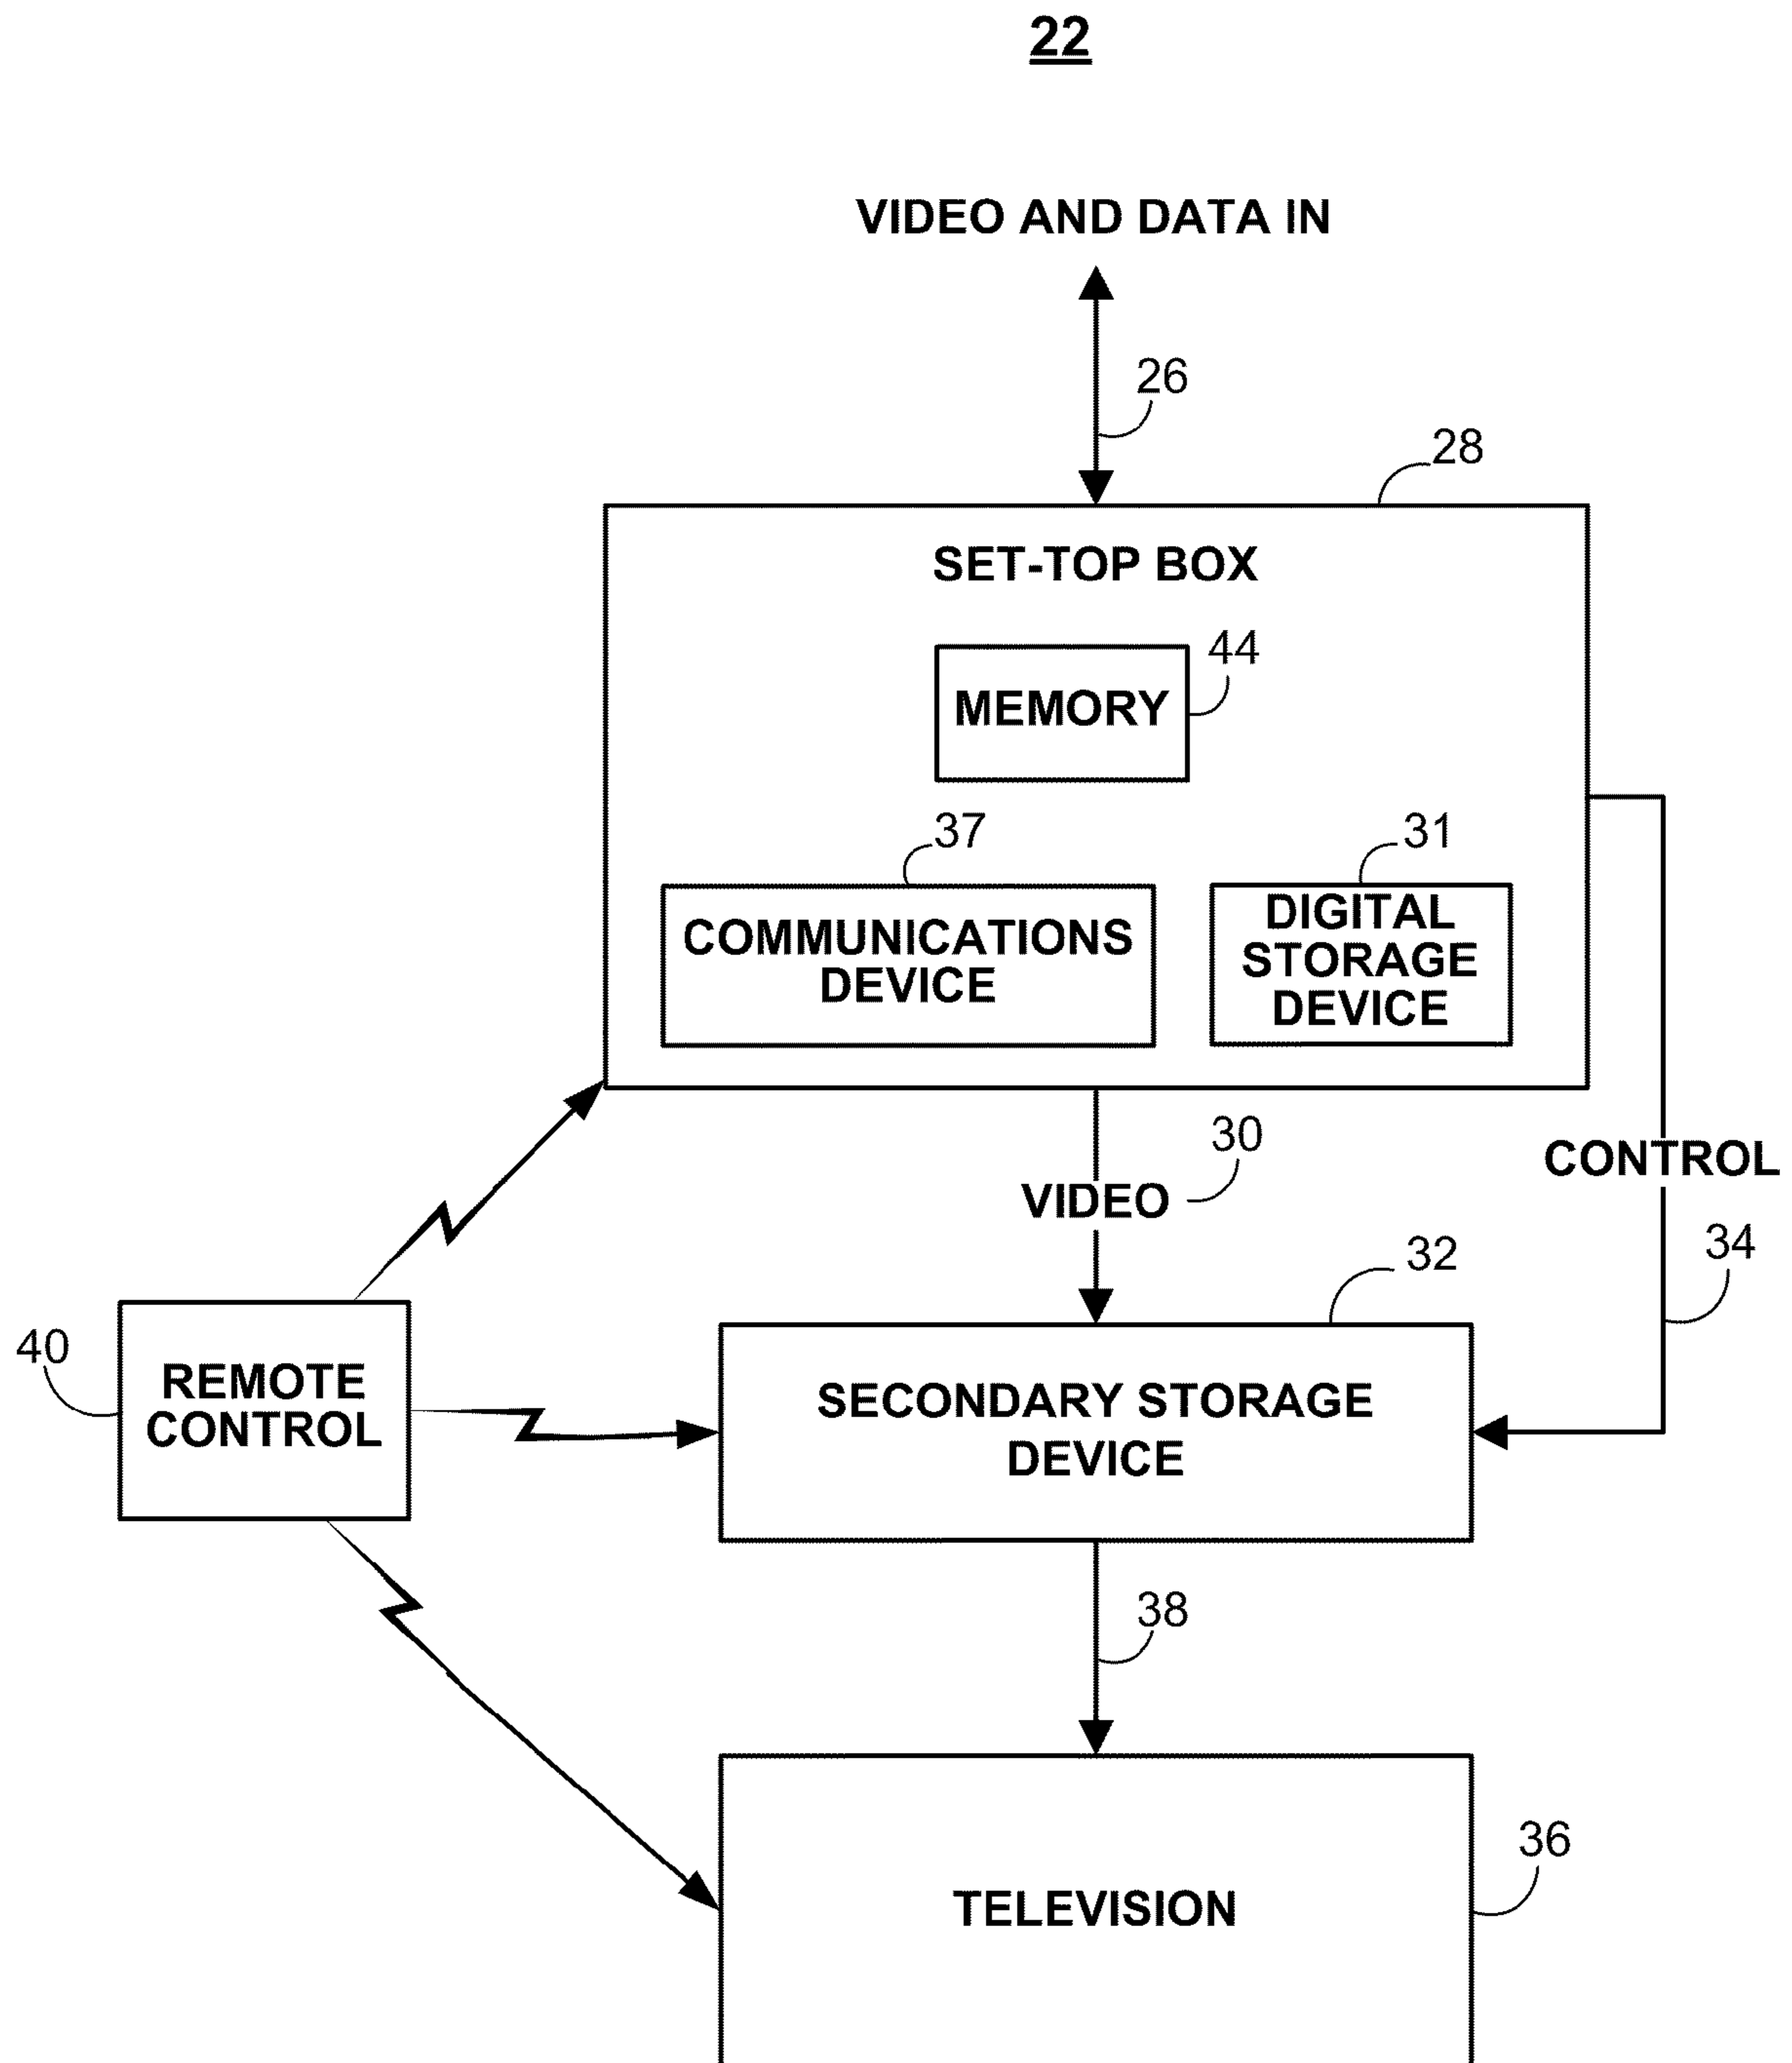 22
VIDEO AND DATA IN
26
28
SET-TOP BOX
44
MEMORY
37
31
COMMUNICATIONS
DEVICE
DIGITAL
STORAGE
DEVICE
30
VIDEO
CONTROL
34
32
40
REMOTE
CONTROL
SECONDARY STORAGE
DEVICE
38
36
TELEVISION